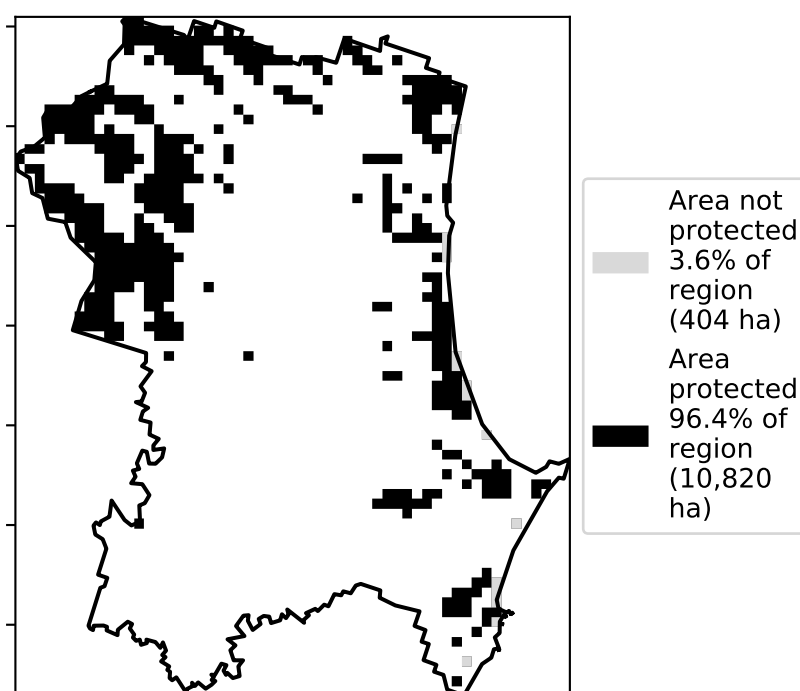 Area not
protected
3.6% of
region
(404 ha)
Area
protected
96.4% of
region
(10,820
ha)